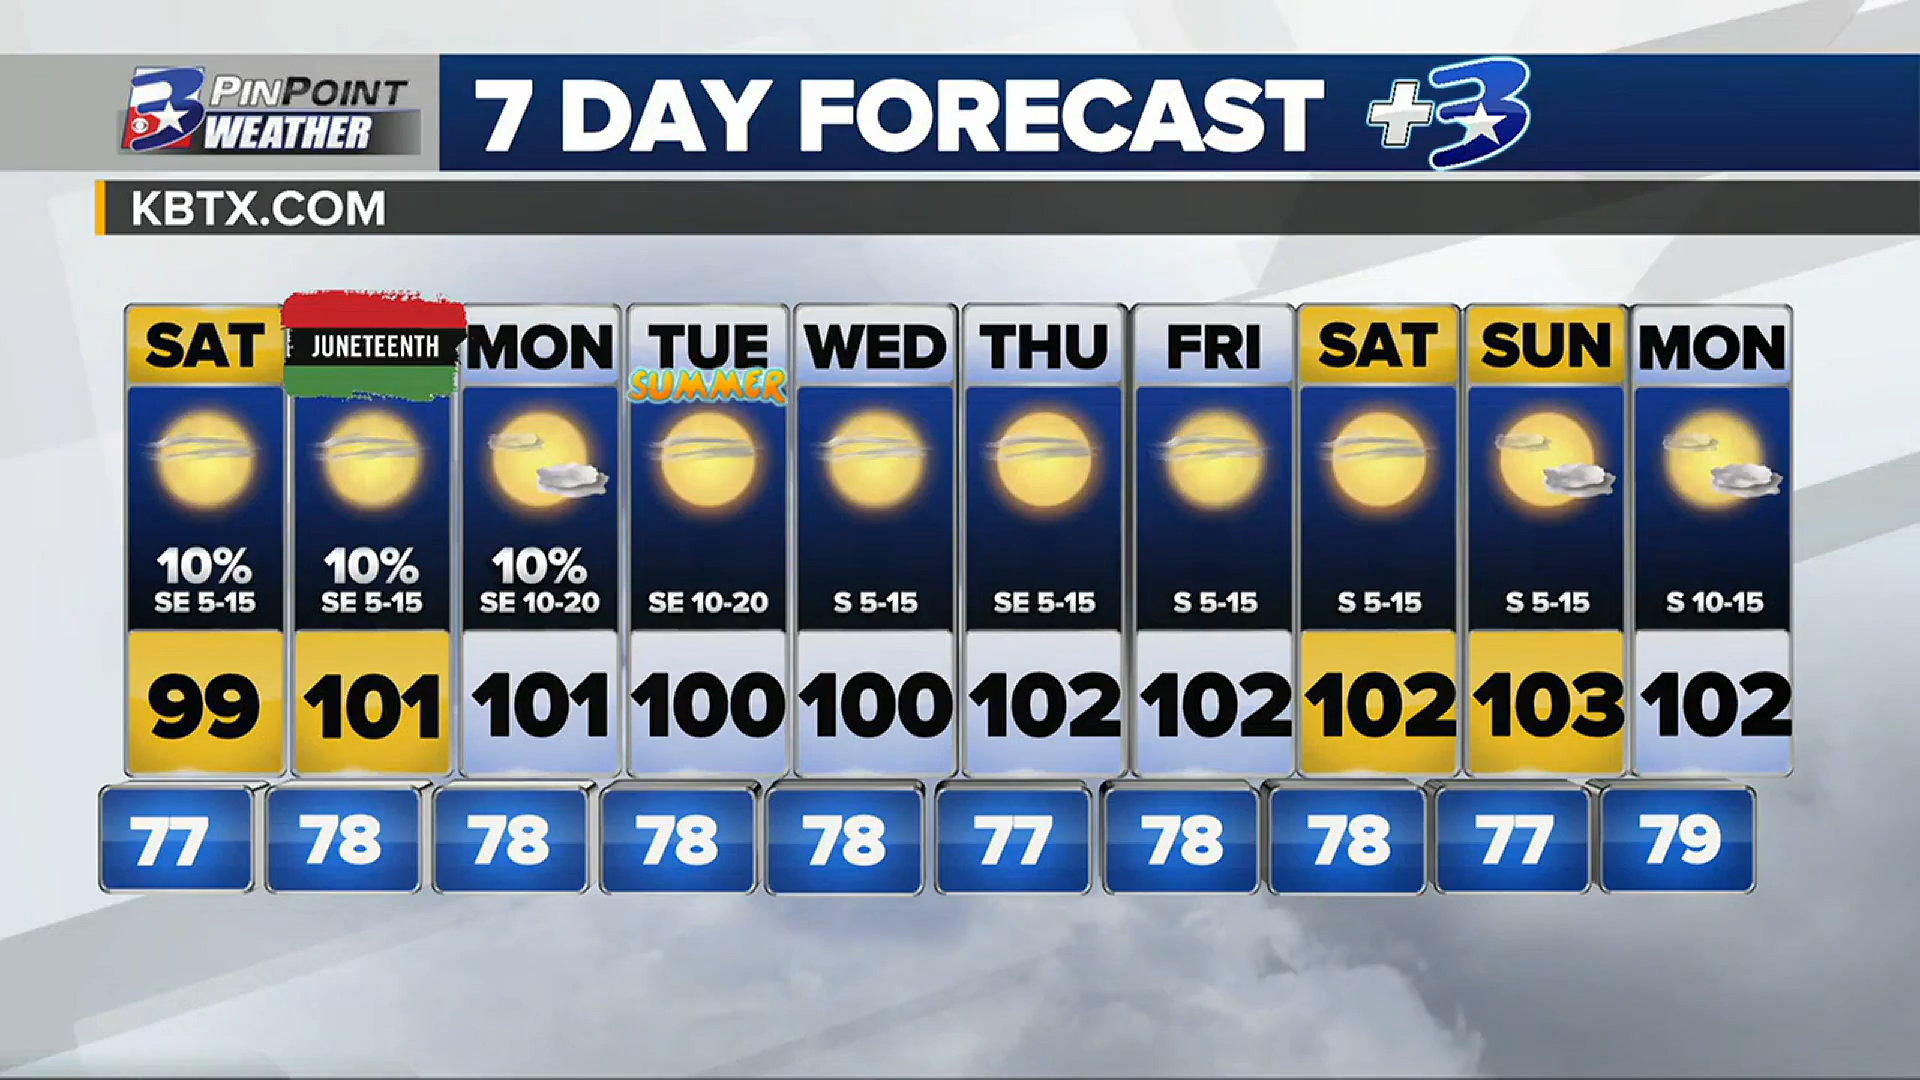 3 PINPOINT
WEATHER
7 DAY FORECAST +3
KBTX.COM
SAT JUNETEENTH MON TUE WED THU FRI SAT SUN MON
SUMMER
10% 10% 10%
SE 5-15 SE 5-15 SE 10-20 SE 10-20 S 5-15 SE 5-15 S 5-15 S 5-15 S 5-15 S 10-15
99 101 101 100 100 102 102 102 103 102
77 78 78 78 78 77 78 78 77 79